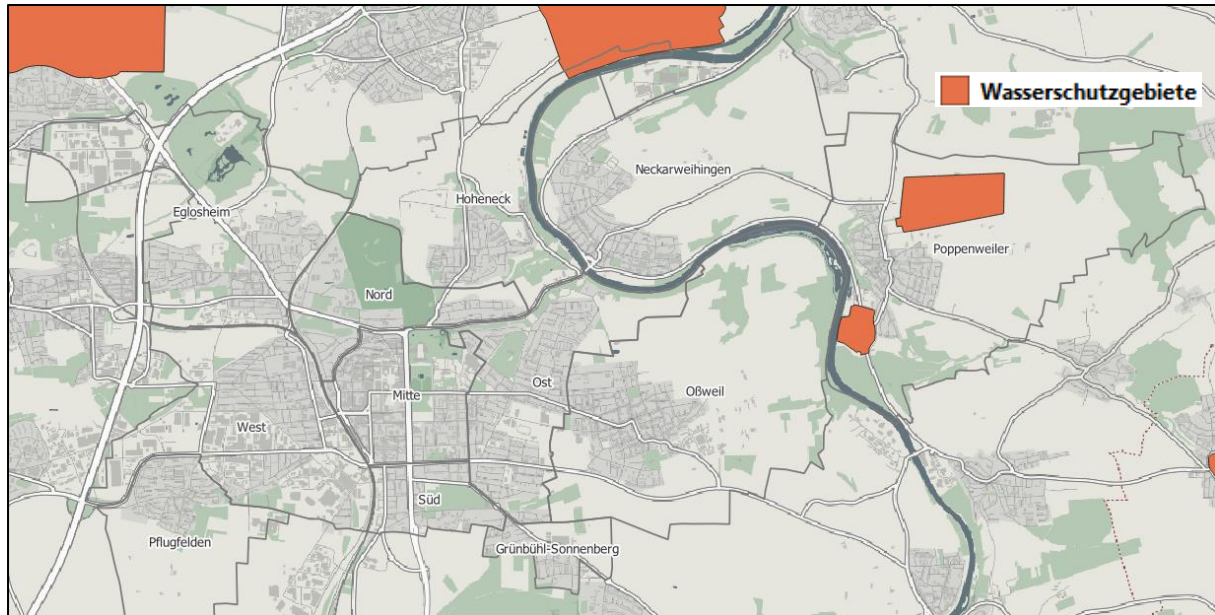 Wasserschutzgebiete
Neckarweihingen
Hoheneck
Eglosheim
Poppenweiler
Nord
Ost
Oßweil
Mitte
West
Süd
Pflugfelden
Grünbühl-Sonnenberg